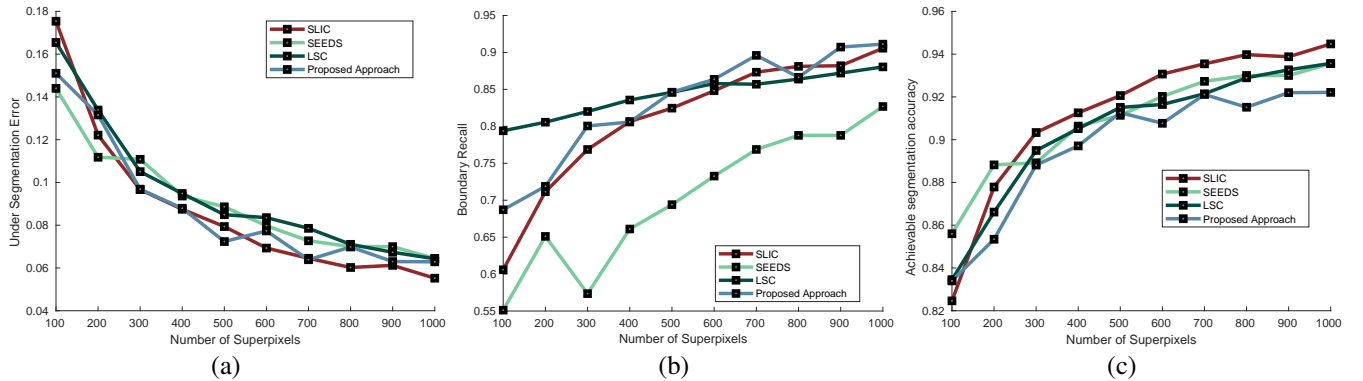 0.18
0.16
0.14
0.12
0.1
0.08
0.06
0.04
100 200 300 400 500 600 700 800 900 1000
Under Segmentation Error
Number of Superpixels
SLIC
SEEDS
LSC
Proposed Approach
(a)
0.95
0.9
0.85
0.8
0.75
0.7
0.65
0.6
0.55
100 200 300 400 500 600 700 800 900 1000
Boundary Recall
Number of Superpixels
SLIC
SEEDS
LSC
Proposed Approach
(b)
0.96
0.94
0.92
0.9
0.88
0.86
0.84
0.82
100 200 300 400 500 600 700 800 900 1000
Achievable segmentation accuracy
Number of Superpixels
SLIC
SEEDS
LSC
Proposed Approach
(c)